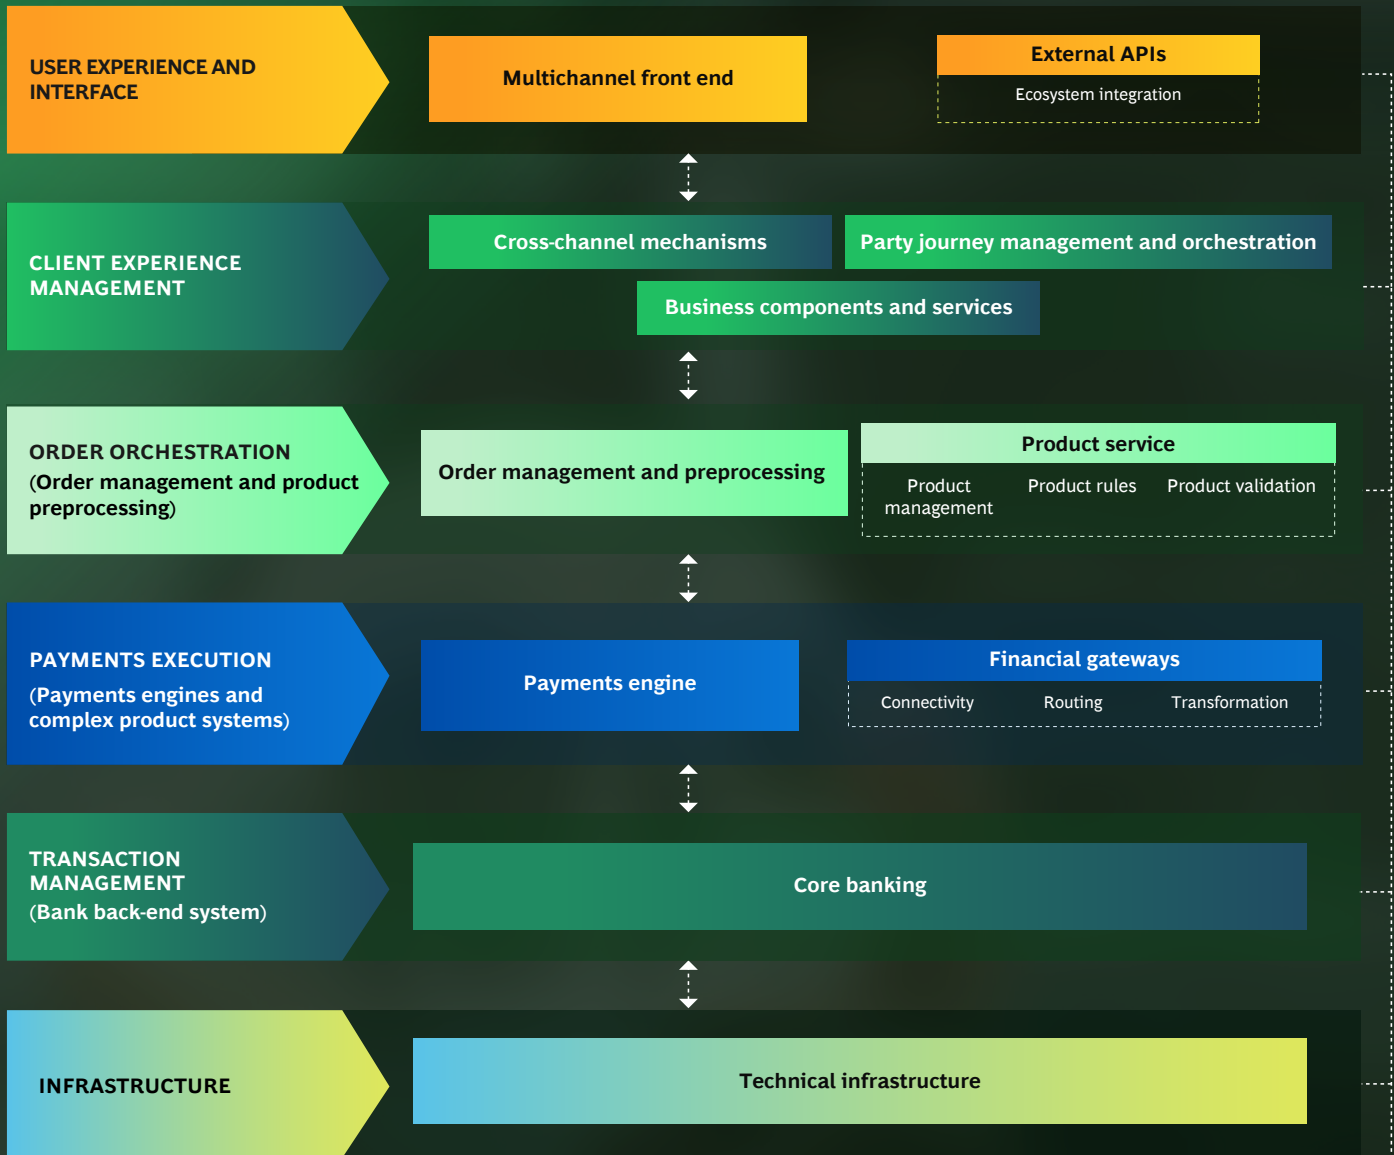 USER EXPERIENCE AND
INTERFACE
Multichannel front end
External APIs
Ecosystem integration
CLIENT EXPERIENCE
MANAGEMENT
Cross-channel mechanisms
Party journey management and orchestration
Business components and services
ORDER ORCHESTRATION
(Order management and product
preprocessing)
Order management and preprocessing
Product service
Product
management
Product rules
Product validation
PAYMENTS EXECUTION
(Payments engines and
complex product systems)
Payments engine
Financial gateways
Connectivity
Routing
Transformation
TRANSACTION
MANAGEMENT
(Bank back-end system)
Core banking
INFRASTRUCTURE
Technical infrastructure